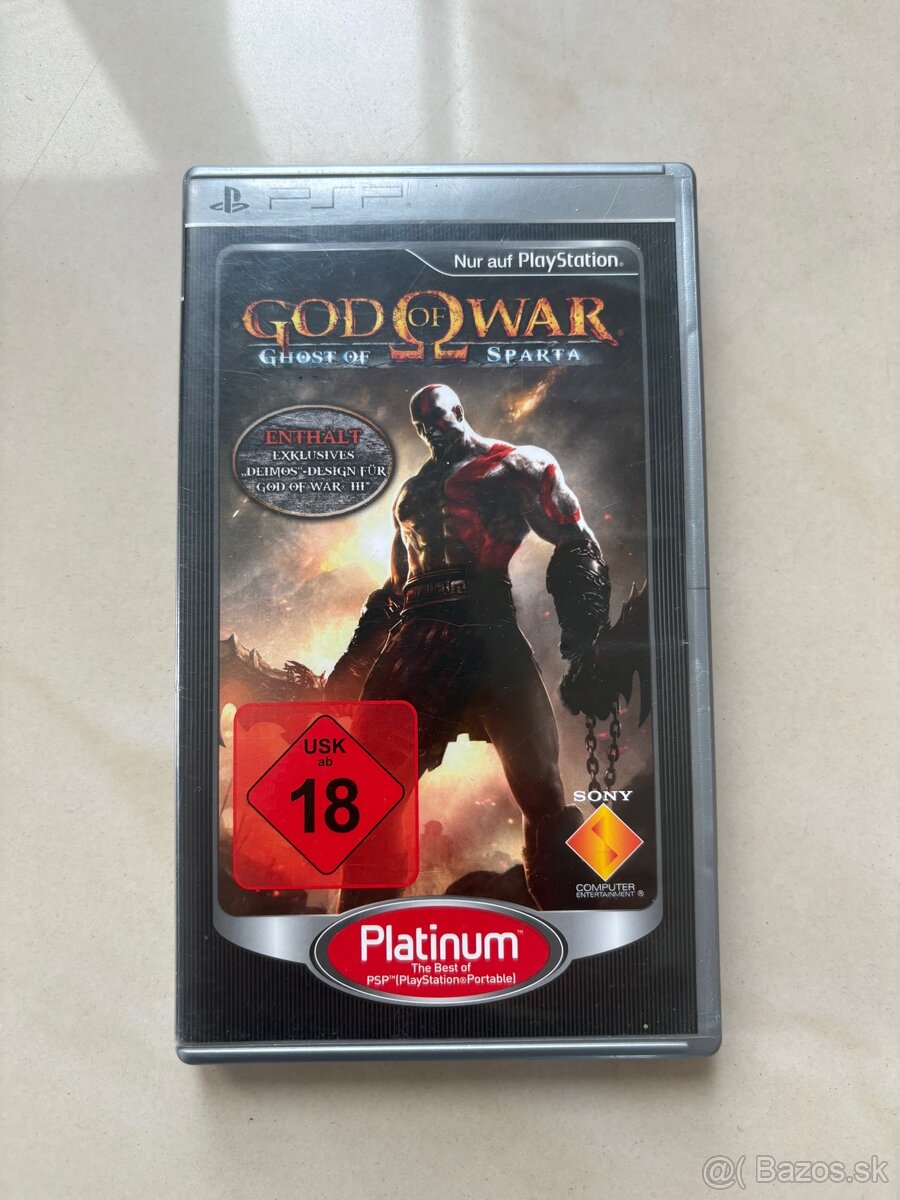 PSP
Nur auf PlayStation®
GOD OF WAR
GHOST OF SPARTA
ENTHÄLT
EXKLUSIVES
„DEIMOS“-DESIGN FÜR
GOD OF WAR® III*
USK
ab
18
SONY
COMPUTER
ENTERTAINMENT®
Platinum™
The Best of
PSP™(PlayStation®Portable)
@( Bazos.sk